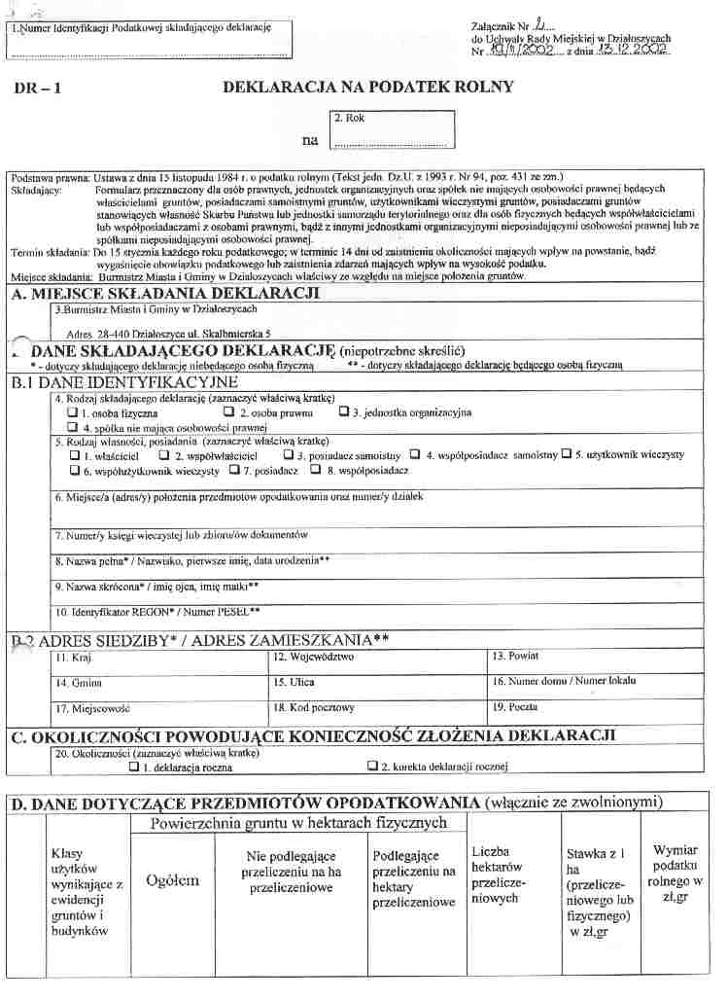 1.Numer Identyfikacji Podatkowej składającego deklarację
Załącznik Nr 2
do Uchwały Rady Miejskiej w Działoszycach
Nr 19/II/2002 z dnia 13.12.2002
DR – 1
DEKLARACJA NA PODATEK ROLNY
na
2. Rok
Podstawa prawna: Ustawa z dnia 15 listopada 1984 r. o podatku rolnym (Tekst jedn. Dz.U. z 1993 r. Nr 94, poz. 431 ze zm.)
Składający: Formularz przeznaczony dla osób prawnych, jednostek organizacyjnych oraz spółek nie mających osobowości prawnej będących
właścicielami gruntów, posiadaczami samoistnymi gruntów, użytkownikami wieczystymi gruntów, posiadaczami gruntów
stanowiących własność Skarbu Państwa lub jednostki samorządu terytorialnego oraz dla osób fizycznych będących współwłaścicielami
lub współposiadaczami z osobami prawnymi, bądź z innymi jednostkami organizacyjnymi nieposiadającymi osobowości prawnej lub ze
spółkami nieposiadającymi osobowości prawnej.
Termin składania: Do 15 stycznia każdego roku podatkowego; w terminie 14 dni od zaistnienia okoliczności mających wpływ na powstanie, bądź
wygaśnięcie obowiązku podatkowego lub zaistnienia zdarzeń mających wpływ na wysokość podatku.
Miejsce składania: Burmistrz Miasta i Gminy w Działoszycach właściwy ze względu na miejsce położenia gruntów.
A. MIEJSCE SKŁADANIA DEKLARACJI
3.Burmistrz Miasta i Gminy w Działoszycach
Adres 28-440 Działoszyce ul. Skalbmierska 5
DANE SKŁADAJĄCEGO DEKLARACJĘ (niepotrzebne skreślić)
* - dotyczy składającego deklarację niebędącego osobą fizyczną ** - dotyczy składającego deklarację będącego osobą fizyczną
B.1 DANE IDENTYFIKACYJNE
4. Rodzaj składającego deklarację (zaznaczyć właściwą kratkę)
❑ 1. osoba fizyczna ❑ 2. osoba prawna ❑ 3. jednostka organizacyjna
❑ 4. spółka nie mająca osobowości prawnej
5. Rodzaj własności, posiadania (zaznaczyć właściwą kratkę)
❑ 1. właściciel ❑ 2. współwłaściciel ❑ 3. posiadacz samoistny ❑ 4. współposiadacz samoistny ❑ 5. użytkownik wieczysty
❑ 6. współużytkownik wieczysty ❑ 7. posiadacz ❑ 8. współposiadacz
6. Miejsce/a (adres/y) położenia przedmiotów opodatkowania oraz numer/y działek
7. Numer/y księgi wieczystej lub zbioru/ów dokumentów
8. Nazwa pełna* / Nazwisko, pierwsze imię, data urodzenia**
9. Nazwa skrócona* / imię ojca, imię matki**
10. Identyfikator REGON* / Numer PESEL**
B.2 ADRES SIEDZIBY* / ADRES ZAMIESZKANIA**
11. Kraj 12. Województwo 13. Powiat
14. Gmina 15. Ulica 16. Numer domu / Numer lokalu
17. Miejscowość 18. Kod pocztowy 19. Poczta
C. OKOLICZNOŚCI POWODUJĄCE KONIECZNOŚĆ ZŁOŻENIA DEKLARACJI
20. Okoliczności (zaznaczyć właściwą kratkę)
❑ 1. deklaracja roczna ❑ 2. korekta deklaracji rocznej
D. DANE DOTYCZĄCE PRZEDMIOTÓW OPODATKOWANIA (włącznie ze zwolnionymi)
Klasy
użytków
wynikające z
ewidencji
gruntów i
budynków
Powierzchnia gruntu w hektarach fizycznych
Ogółem
Nie podlegające
przeliczeniu na ha
przeliczeniowe
Podlegające
przeliczeniu na
hektary
przeliczeniowe
Liczba
hektarów
przelicze-
niowych
Stawka z 1
ha
(przelicze-
niowego lub
fizycznego)
w zł,gr
Wymiar
podatku
rolnego w
zł,gr